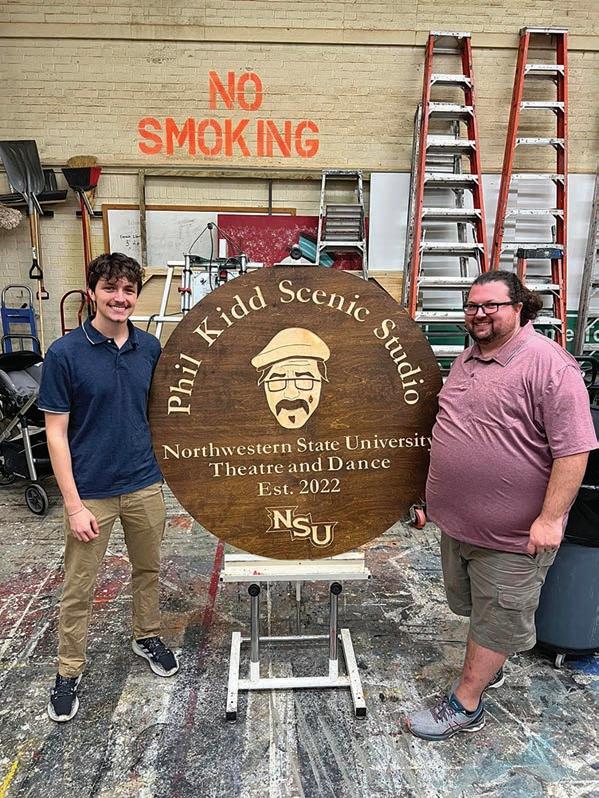 NO
SMOKING
Phil Kidd Scenic Studio
Northwestern State University
Theatre and Dance
Est. 2022
NSU